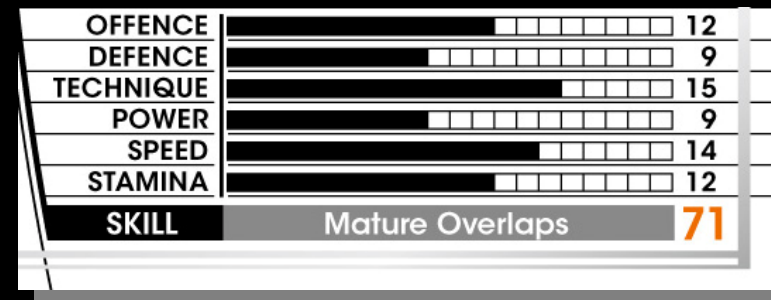 OFFENCE 12
DEFENCE 9
TECHNIQUE 15
POWER 9
SPEED 14
STAMINA 12
SKILL Mature Overlaps 71